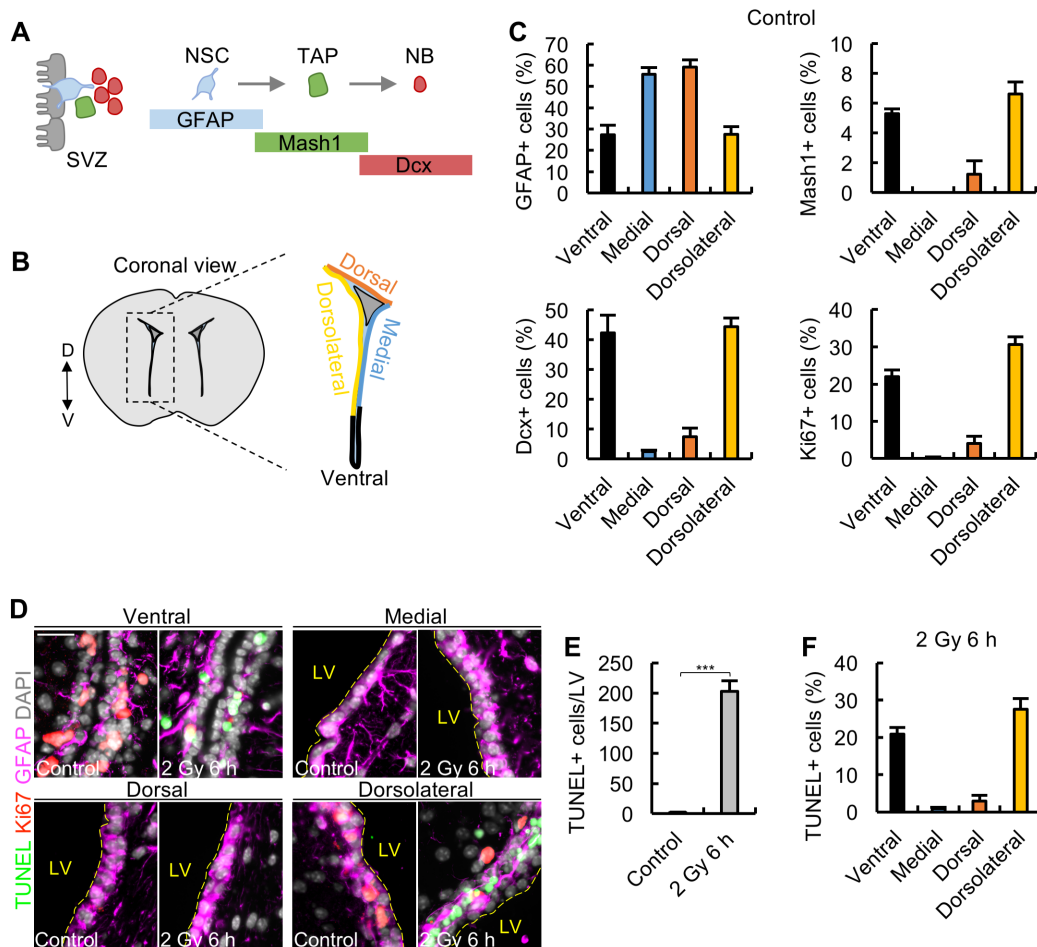 A
NSC
TAP
NB
GFAP
Mash1
Dcx
SVZ
B
Coronal view
D
V
Dorsal
Dorsolateral
Medial
Ventral
C
Control
GFAP+ cells (%)
70
60
50
40
30
20
10
0
Ventral
Medial
Dorsal
Dorsolateral
Mash1+ cells (%)
10
8
6
4
2
0
Ventral
Medial
Dorsal
Dorsolateral
Dcx+ cells (%)
50
40
30
20
10
0
Ventral
Medial
Dorsal
Dorsolateral
Ki67+ cells (%)
40
30
20
10
0
Ventral
Medial
Dorsal
Dorsolateral
D
TUNEL Ki67 GFAP DAPI
Ventral
Control
2 Gy 6 h
Medial
LV
LV
Control
2 Gy 6 h
Dorsal
LV
LV
Control
2 Gy 6 h
Dorsolateral
LV
LV
Control
2 Gy 6 h
E
TUNEL+ cells/LV
250
200
150
100
50
0
***
Control
2 Gy 6 h
F
2 Gy 6 h
TUNEL+ cells (%)
40
30
20
10
0
Ventral
Medial
Dorsal
Dorsolateral